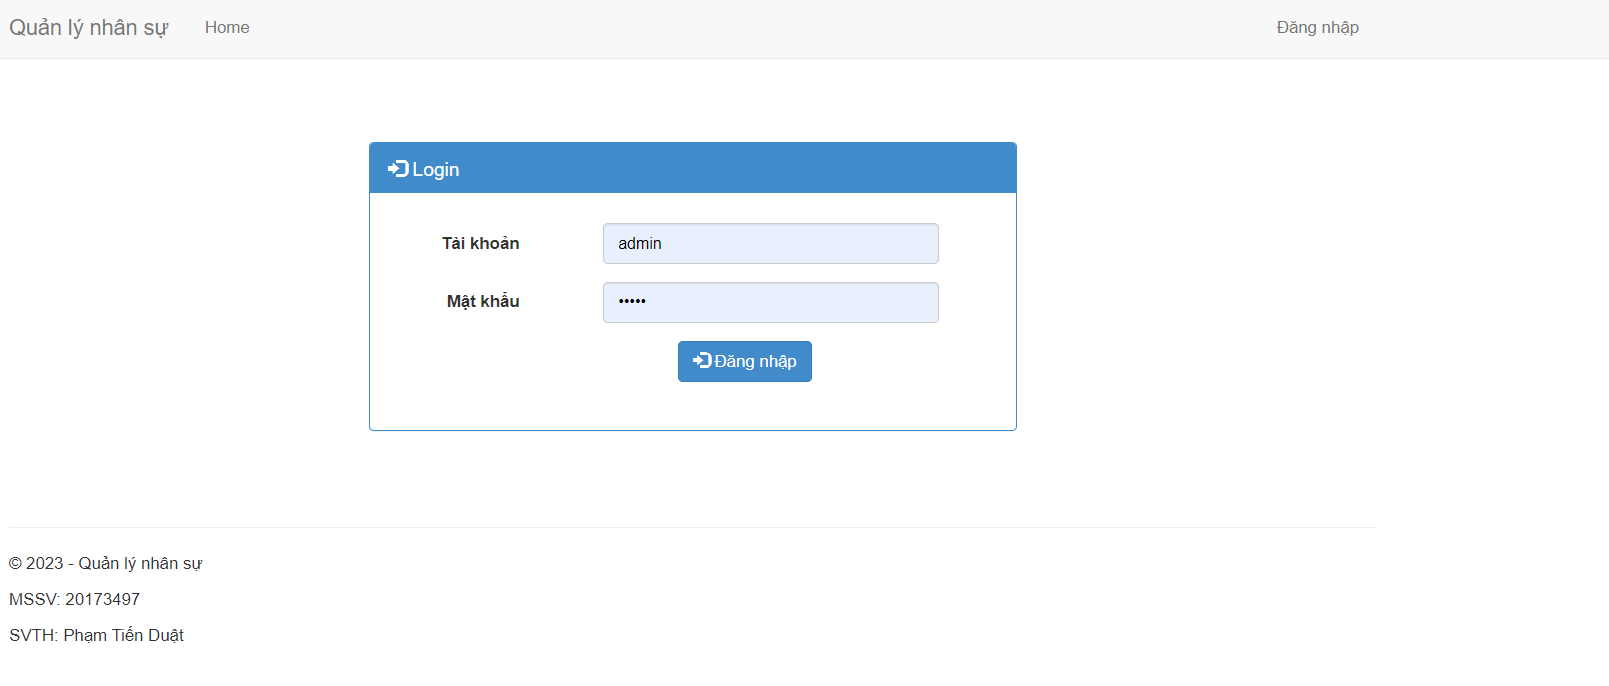 Quản lý nhân sự Home Đăng nhập
Login
Tài khoản admin
Mật khẩu •••••
Đăng nhập
© 2023 - Quản lý nhân sự
MSSV: 20173497
SVTH: Phạm Tiến Duật